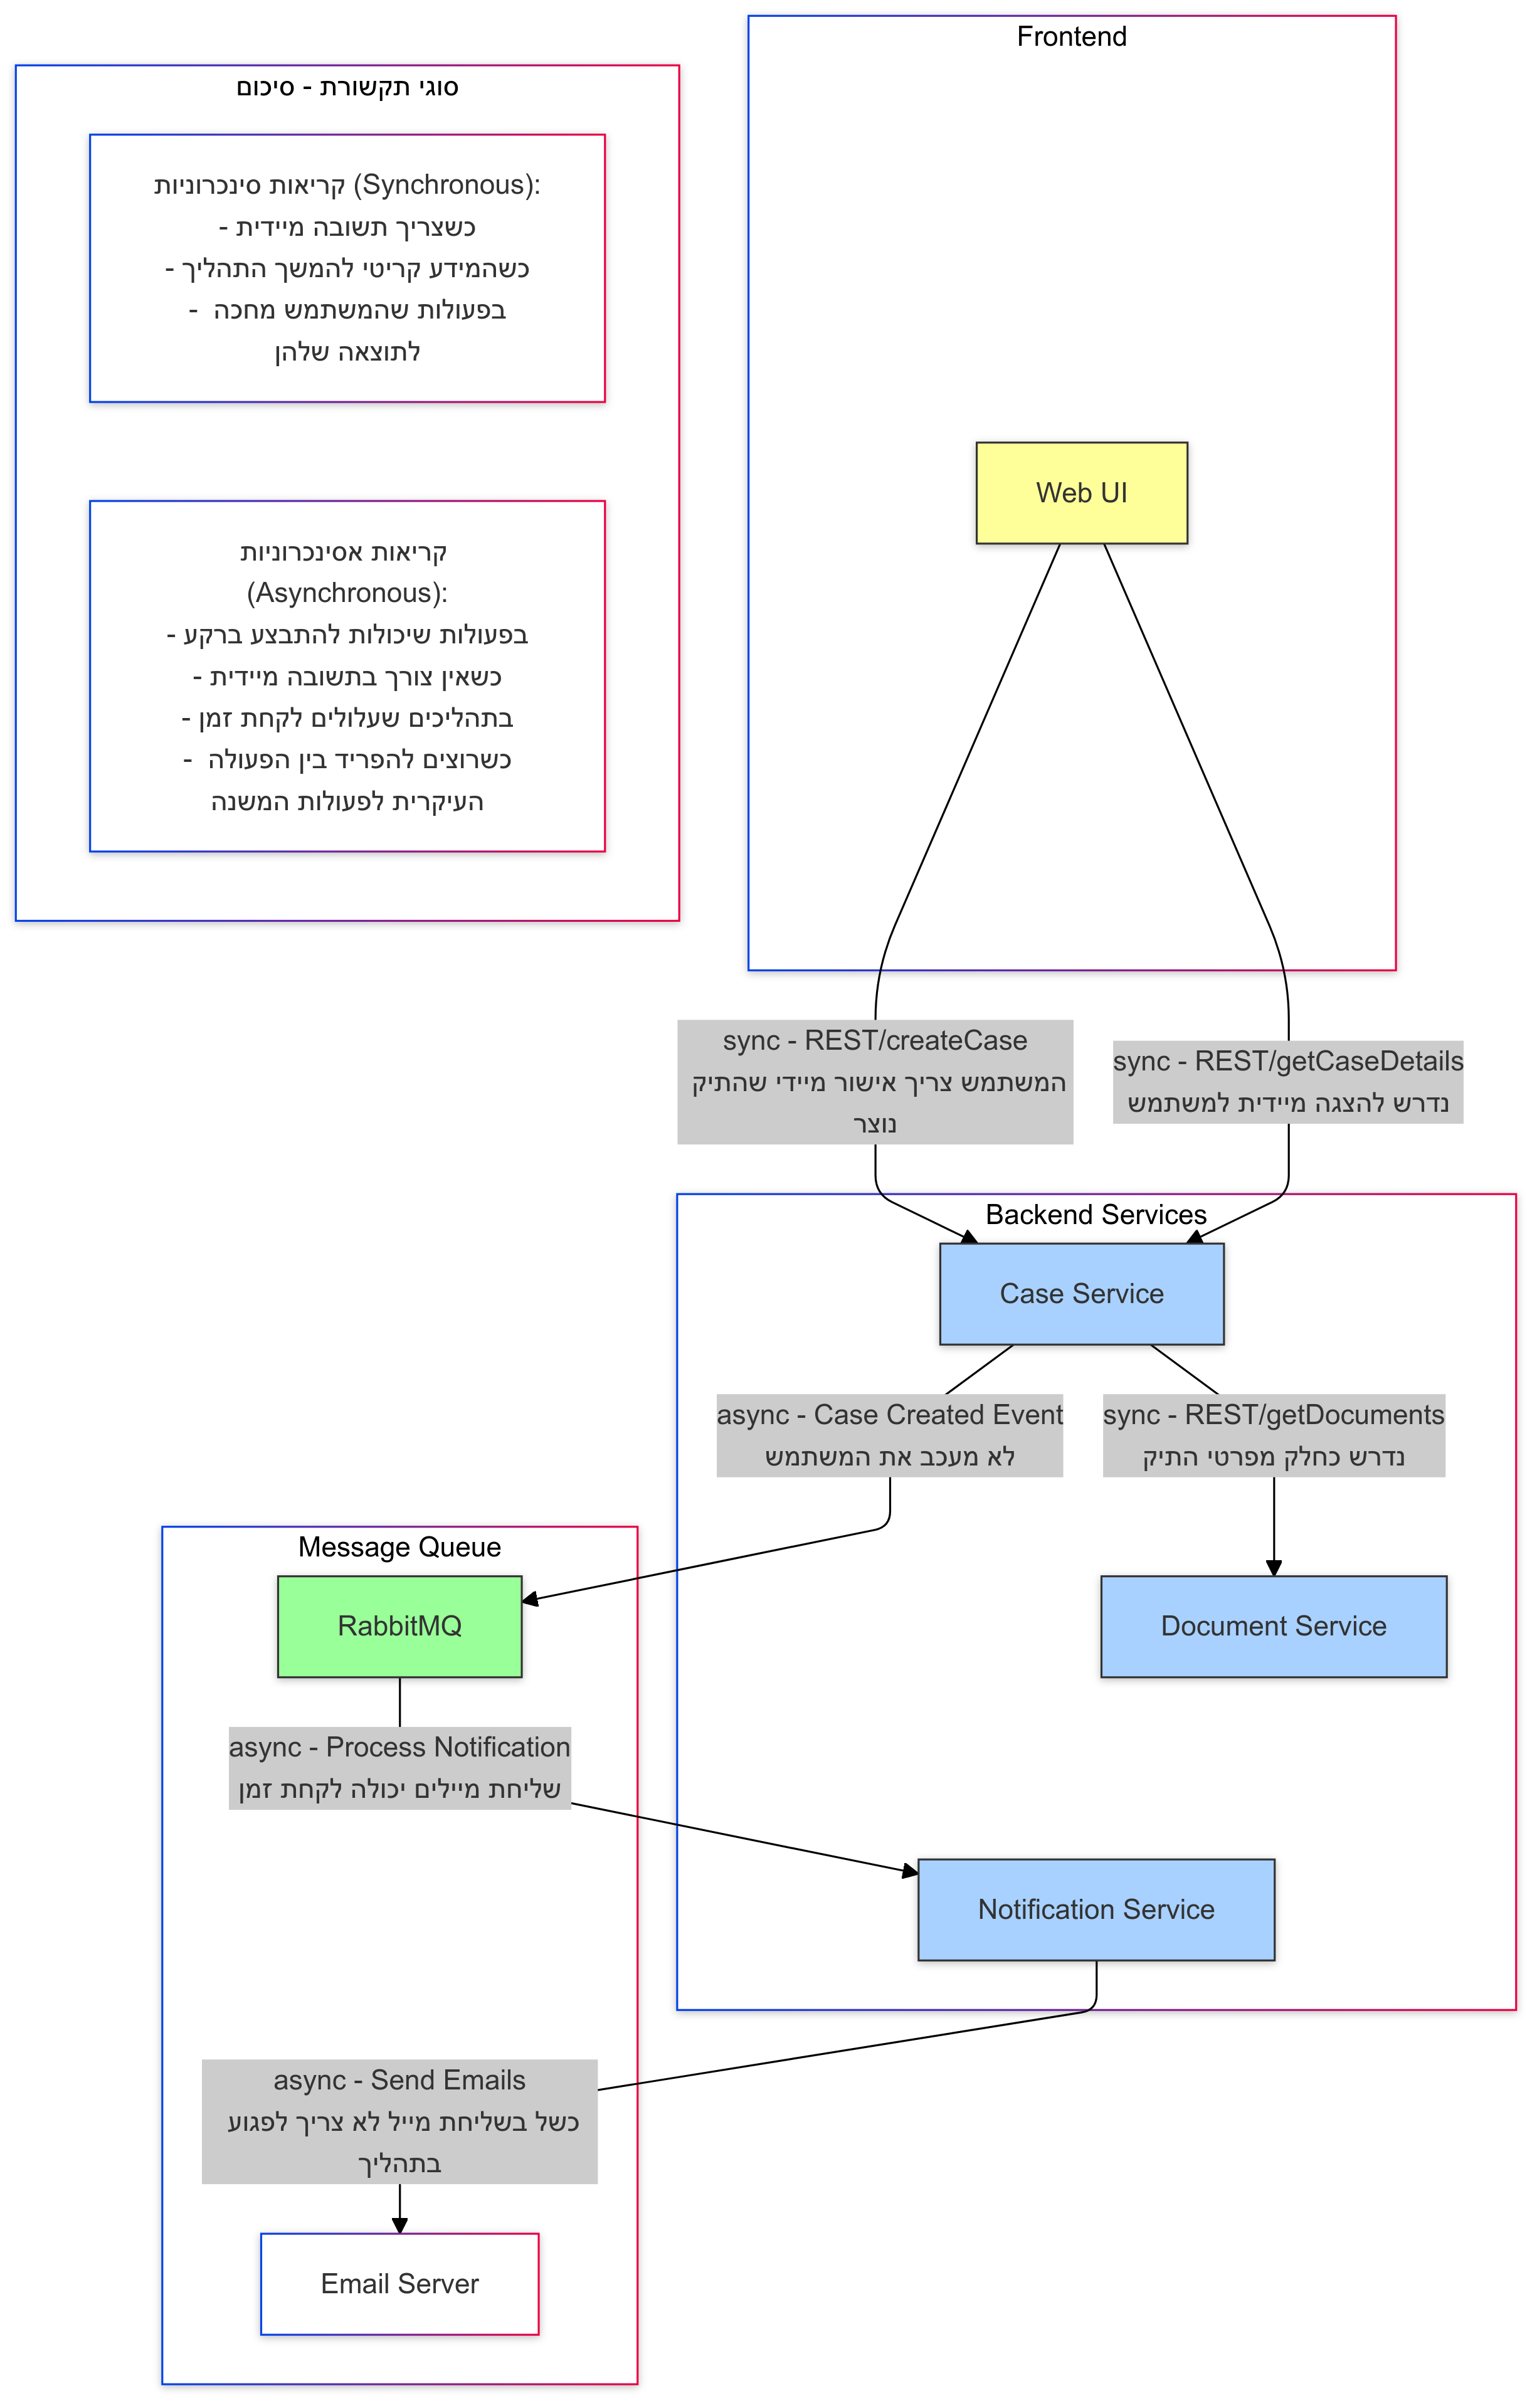 סוגי תקשורת - סיכום
קריאות סינכרוניות (Synchronous):
- כשצריך תשובה מיידית
- כשהמידע קריטי להמשך התהליך
- בפעולות שהמשתמש מחכה
לתוצאה שלהן
קריאות אסינכרוניות
(Asynchronous):
- בפעולות שיכולות להתבצע ברקע
- כשאין צורך בתשובה מיידית
- בתהליכים שעלולים לקחת זמן
- כשרוצים להפריד בין הפעולה
העיקרית לפעולות המשנה
Frontend
Web UI
sync - REST/createCase
המשתמש צריך אישור מיידי שהתיק
נוצר
sync - REST/getCaseDetails
נדרש להצגה מיידית למשתמש
Backend Services
Case Service
async - Case Created Event
לא מעכב את המשתמש
sync - REST/getDocuments
נדרש כחלק מפרטי התיק
Message Queue
RabbitMQ
Document Service
async - Process Notification
שליחת מיילים יכולה לקחת זמן
Notification Service
async - Send Emails
כשל בשליחת מייל לא צריך לפגוע
בתהליך
Email Server